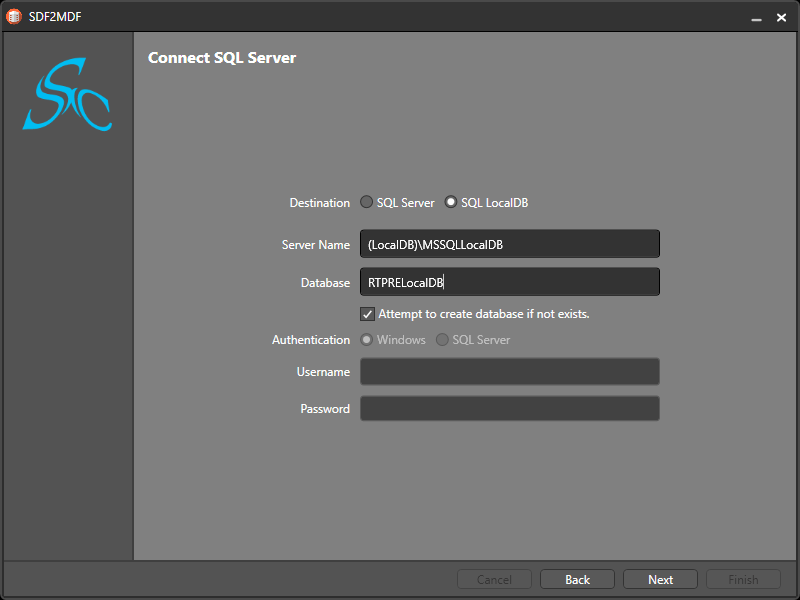 SDF2MDF
Connect SQL Server
Destination SQL Server SQL LocalDB
Server Name (LocalDB)\MSSQLLocalDB
Database RTPRELocalDB
Attempt to create database if not exists.
Authentication Windows SQL Server
Username
Password
Cancel Back Next Finish